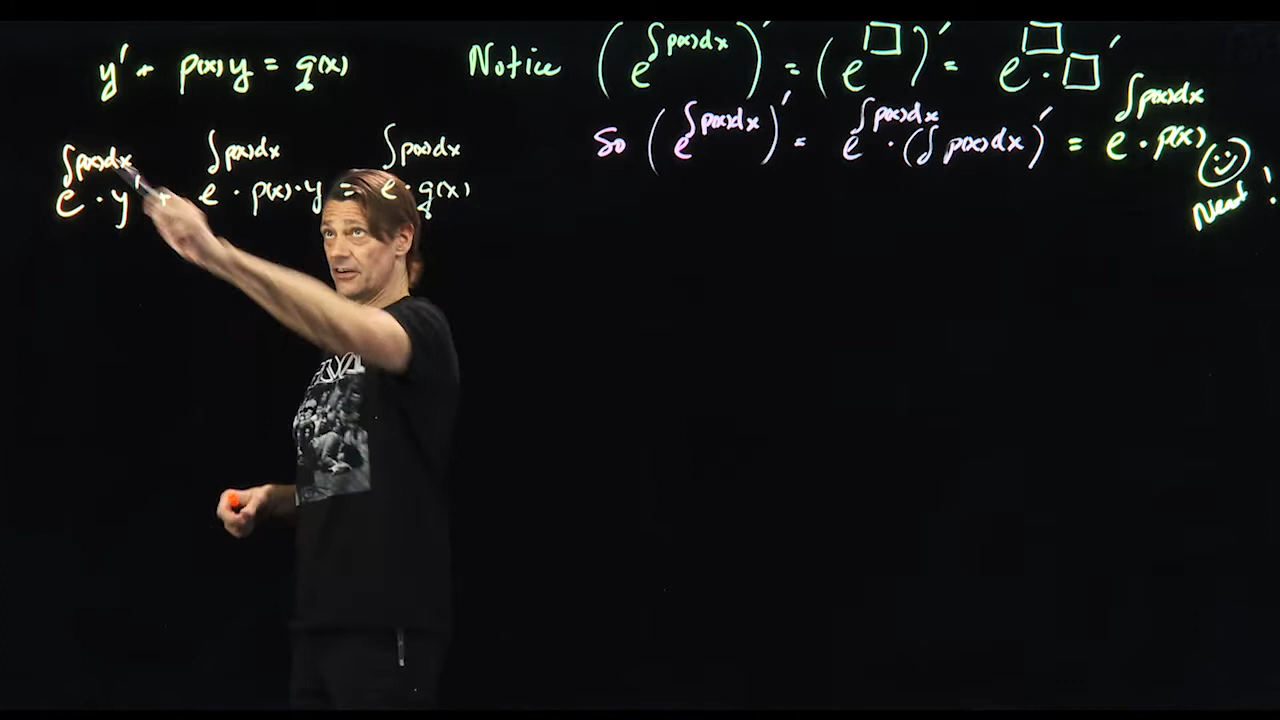 y' + p(x) y = q(x)
e^{∫p(x)dx} · y' + e^{∫p(x)dx} · p(x) · y = e^{∫p(x)dx} · q(x)
Notice (e^{∫p(x)dx})' = (e^□)' = e^□ · □'
So (e^{∫p(x)dx})' = e^{∫p(x)dx} · (∫p(x)dx)' = e^{∫p(x)dx} · p(x)
Neat!